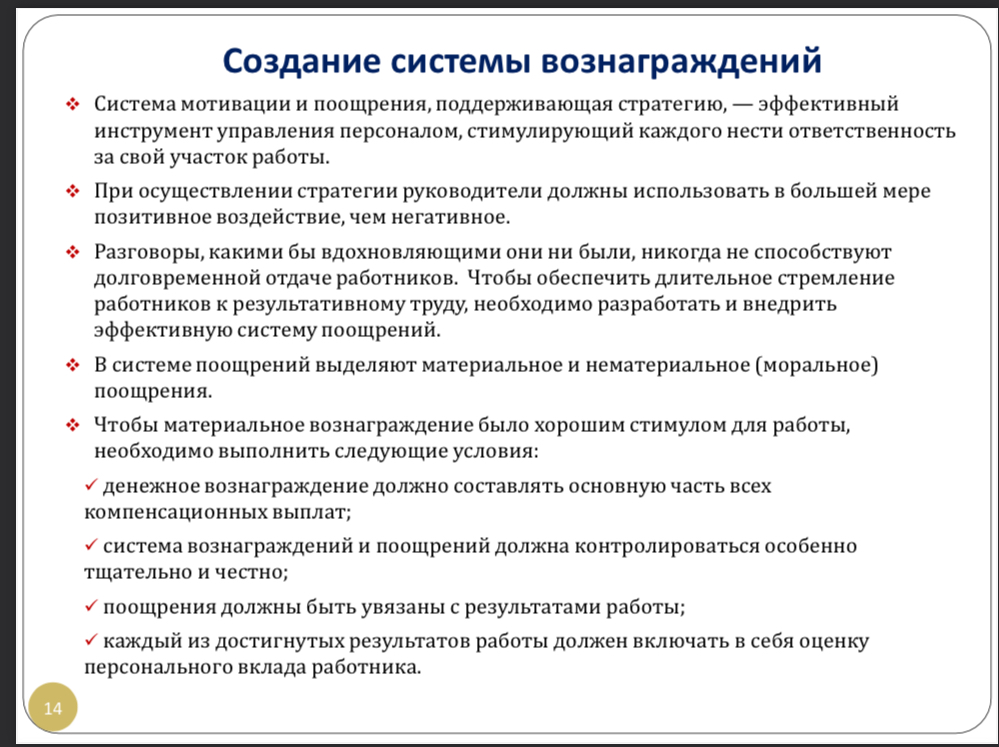 Создание системы вознаграждений
Система мотивации и поощрения, поддерживающая стратегию, — эффективный
инструмент управления персоналом, стимулирующий каждого нести ответственность
за свой участок работы.
При осуществлении стратегии руководители должны использовать в большей мере
позитивное воздействие, чем негативное.
Разговоры, какими бы вдохновляющими они ни были, никогда не способствуют
долговременной отдаче работников. Чтобы обеспечить длительное стремление
работников к результативному труду, необходимо разработать и внедрить
эффективную систему поощрений.
В системе поощрений выделяют материальное и нематериальное (моральное)
поощрения.
Чтобы материальное вознаграждение было хорошим стимулом для работы,
необходимо выполнить следующие условия:
✓ денежное вознаграждение должно составлять основную часть всех
компенсационных выплат;
✓ система вознаграждений и поощрений должна контролироваться особенно
тщательно и честно;
✓ поощрения должны быть увязаны с результатами работы;
✓ каждый из достигнутых результатов работы должен включать в себя оценку
персонального вклада работника.
14